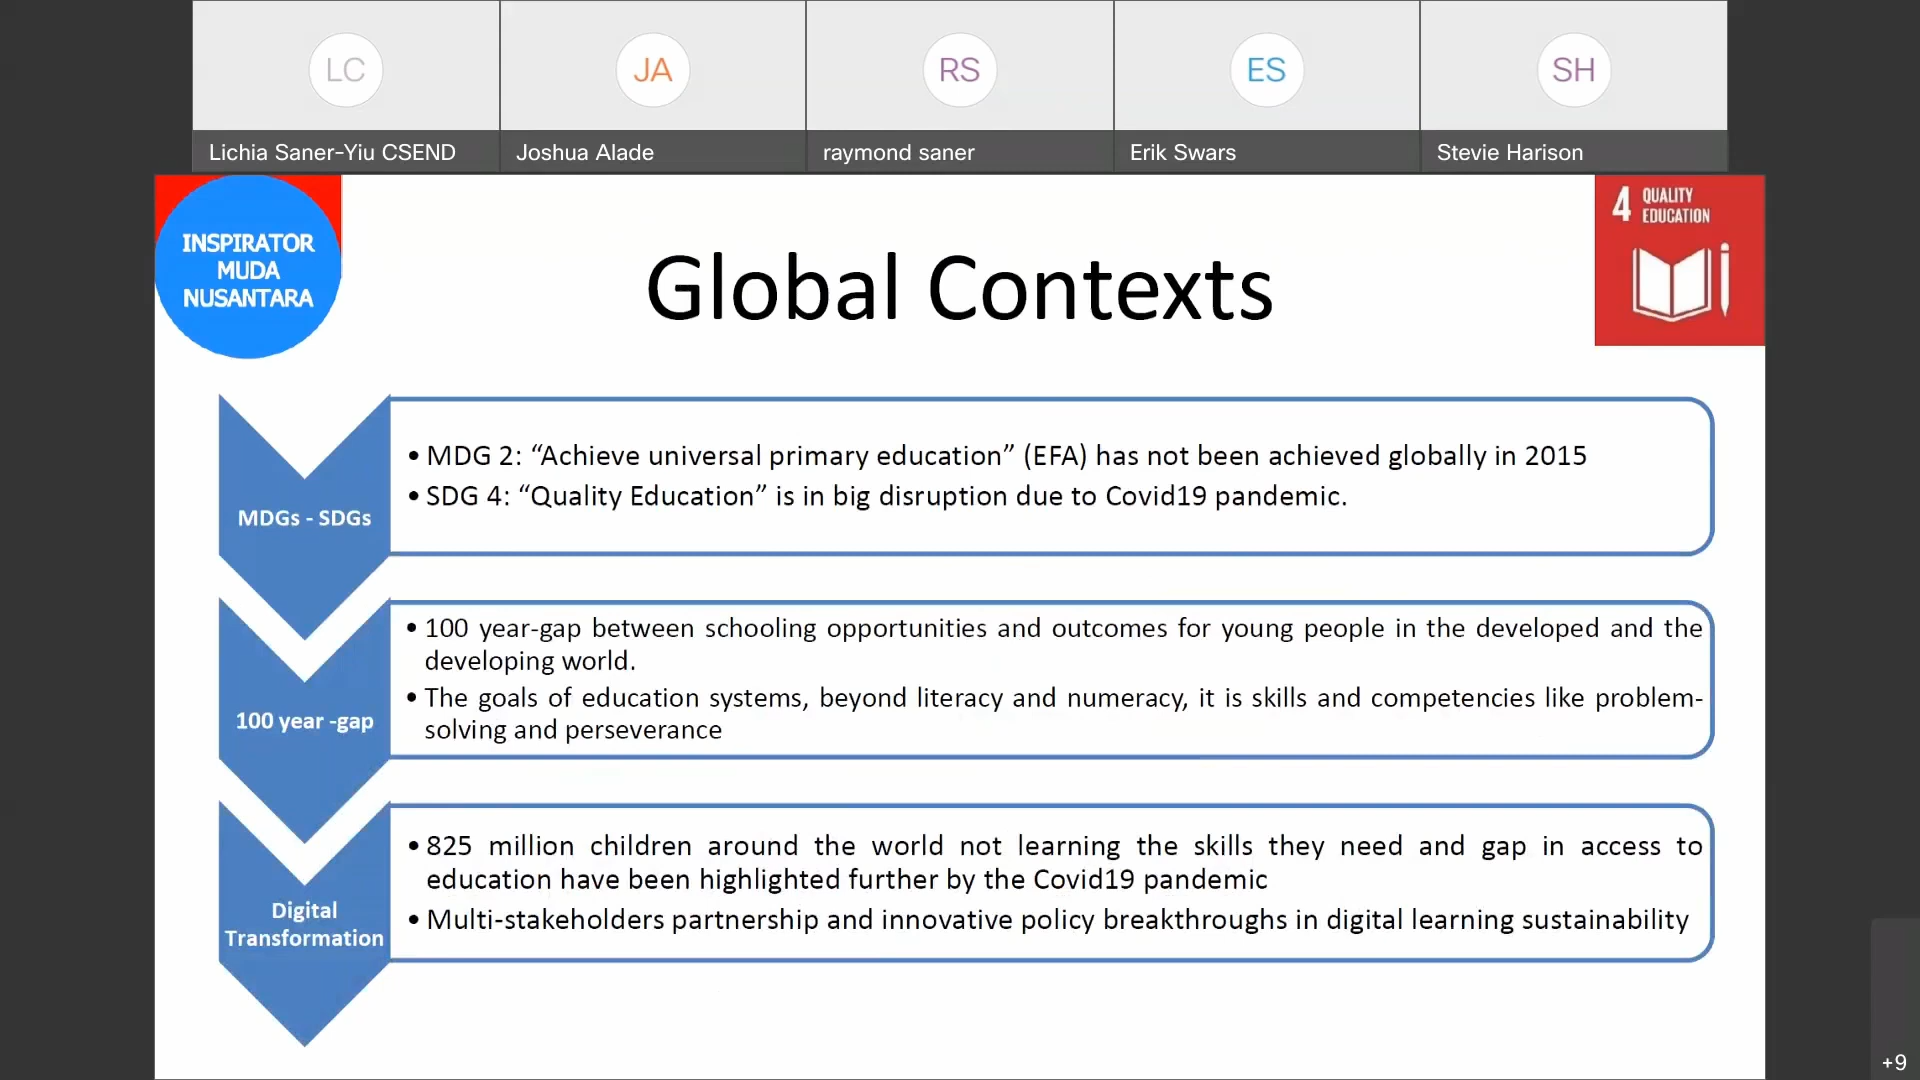 LC
JA
RS
ES
SH
Lichia Saner-Yiu CSEND
Joshua Alade
raymond saner
Erik Swars
Stevie Harison
INSPIRATOR
MUDA
NUSANTARA
Global Contexts
4 QUALITY
EDUCATION
MDGs - SDGs
• MDG 2: “Achieve universal primary education” (EFA) has not been achieved globally in 2015
• SDG 4: “Quality Education” is in big disruption due to Covid19 pandemic.
100 year -gap
• 100 year-gap between schooling opportunities and outcomes for young people in the developed and the
developing world.
• The goals of education systems, beyond literacy and numeracy, it is skills and competencies like problem-
solving and perseverance
Digital
Transformation
• 825 million children around the world not learning the skills they need and gap in access to
education have been highlighted further by the Covid19 pandemic
• Multi-stakeholders partnership and innovative policy breakthroughs in digital learning sustainability
+9